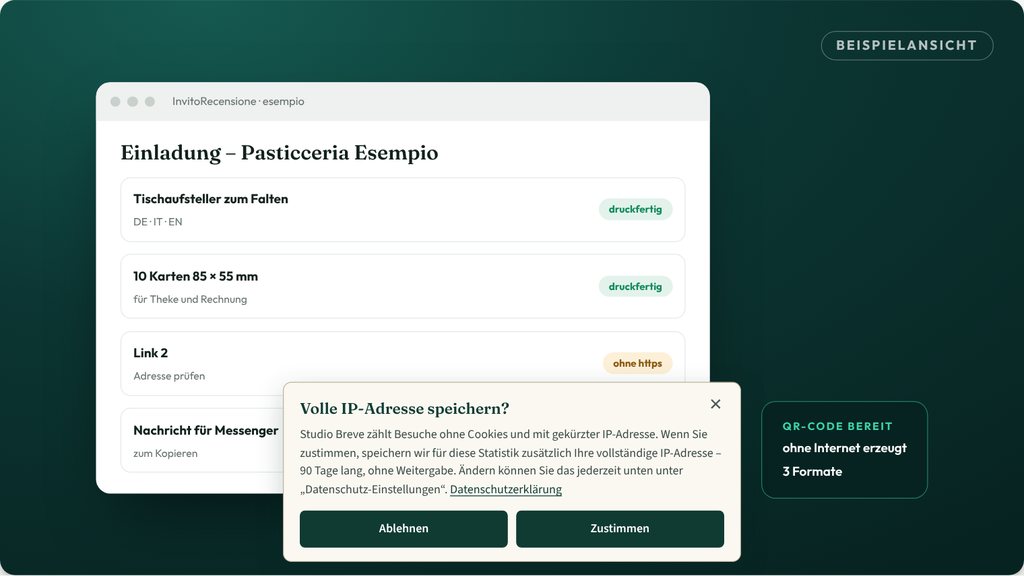 BEISPIELANSICHT
InvitoRecensione · esempio
Einladung – Pasticceria Esempio
Tischaufsteller zum Falten
druckfertig
DE · IT · EN
10 Karten 85 × 55 mm
druckfertig
für Theke und Rechnung
Link 2
ohne https
Adresse prüfen
Nachricht für Messenger
zum Kopieren
Volle IP-Adresse speichern?
Studio Breve zählt Besuche ohne Cookies und mit gekürzter IP-Adresse. Wenn Sie
zustimmen, speichern wir für diese Statistik zusätzlich Ihre vollständige IP-Adresse –
90 Tage lang, ohne Weitergabe. Ändern können Sie das jederzeit unten unter
„Datenschutz-Einstellungen“. Datenschutzerklärung
Ablehnen
Zustimmen
QR-CODE BEREIT
ohne Internet erzeugt
3 Formate